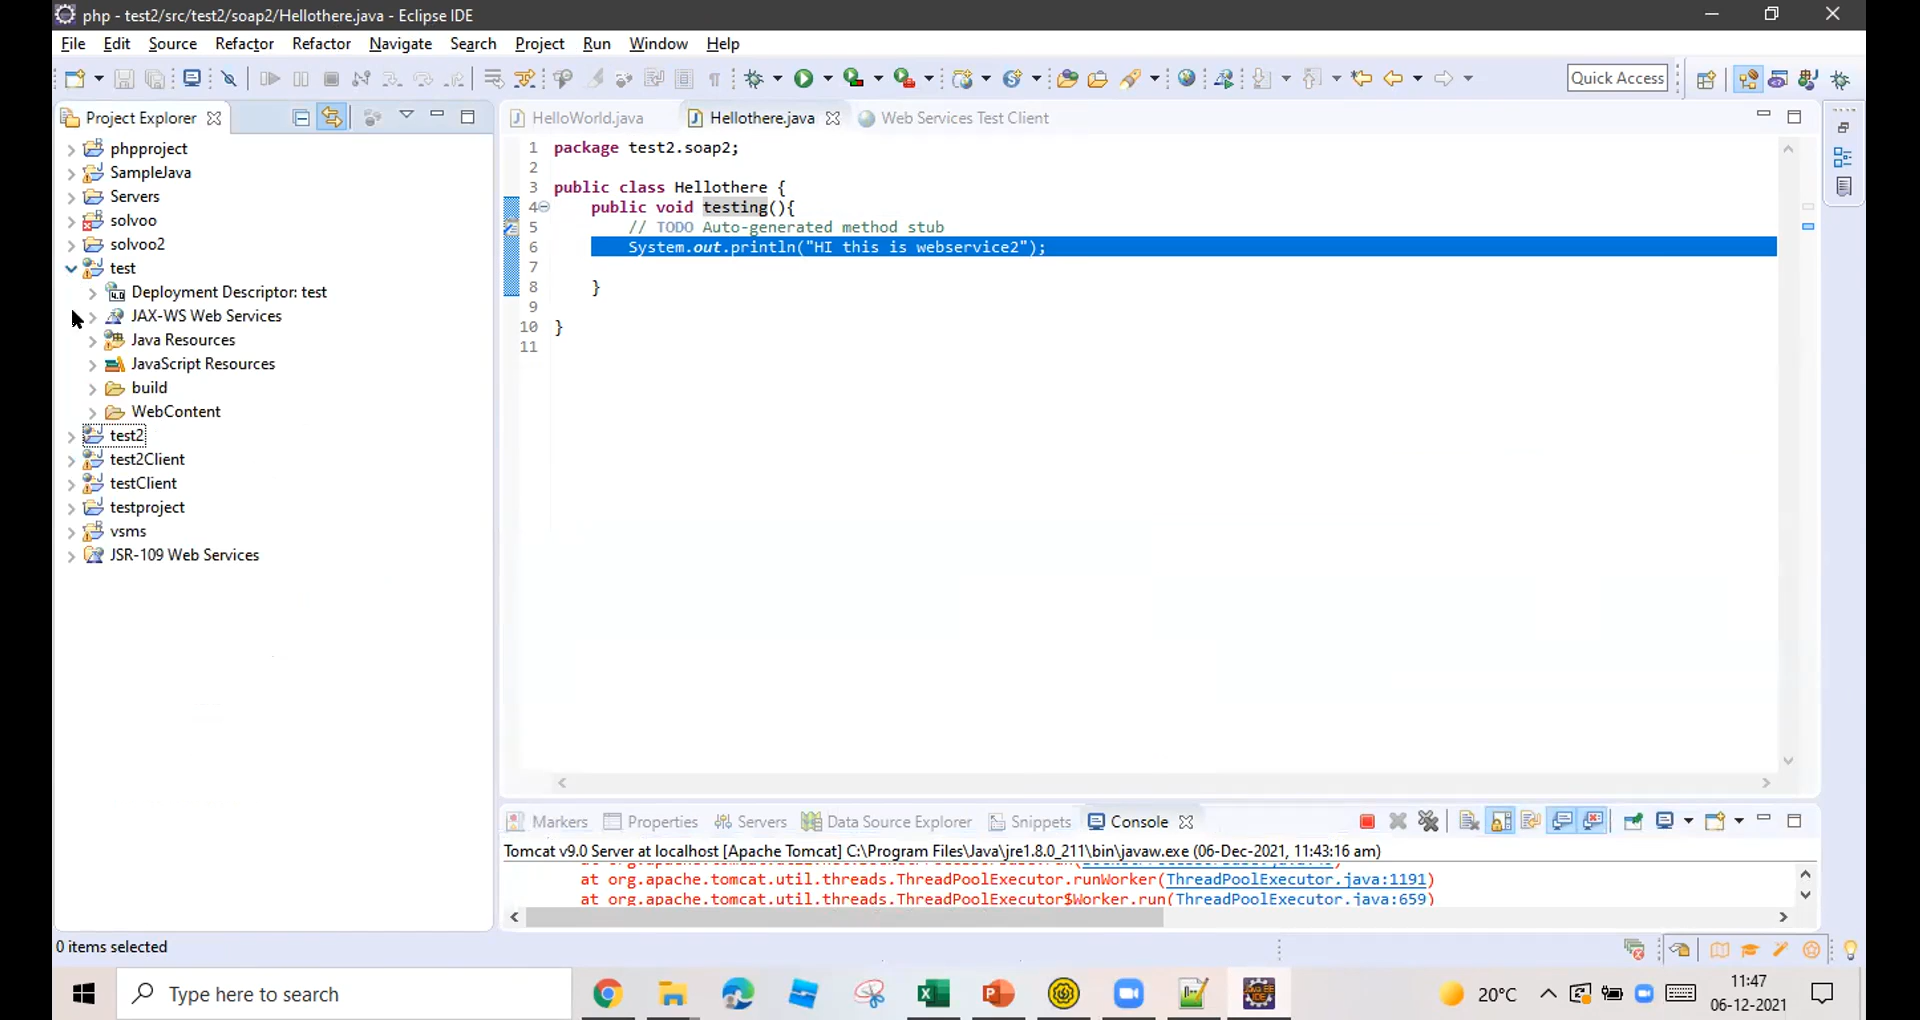 php - test2/src/test2/soap2/Hellothere.java - Eclipse IDE
File Edit Source Refactor Refactor Navigate Search Project Run Window Help
Quick Access
Project Explorer
phpproject
SampleJava
Servers
solvoo
solvoo2
test
Deployment Descriptor: test
JAX-WS Web Services
Java Resources
JavaScript Resources
build
WebContent
test2
test2Client
testClient
testproject
vsms
JSR-109 Web Services
HelloWorld.java Hellothere.java Web Services Test Client
1 package test2.soap2;
2
3 public class Hellothere {
4 public void testing(){
5 // TODO Auto-generated method stub
6 System.out.println("HI this is webservice2");
7
8 }
9
10 }
11
Markers Properties Servers Data Source Explorer Snippets Console
Tomcat v9.0 Server at localhost [Apache Tomcat] C:\Program Files\Java\jre1.8.0_211\bin\javaw.exe (06-Dec-2021, 11:43:16 am)
at org.apache.tomcat.util.threads.ThreadPoolExecutor.runWorker(ThreadPoolExecutor.java:1191)
at org.apache.tomcat.util.threads.ThreadPoolExecutor$Worker.run(ThreadPoolExecutor.java:659)
0 items selected
Type here to search
20°C
11:47
06-12-2021